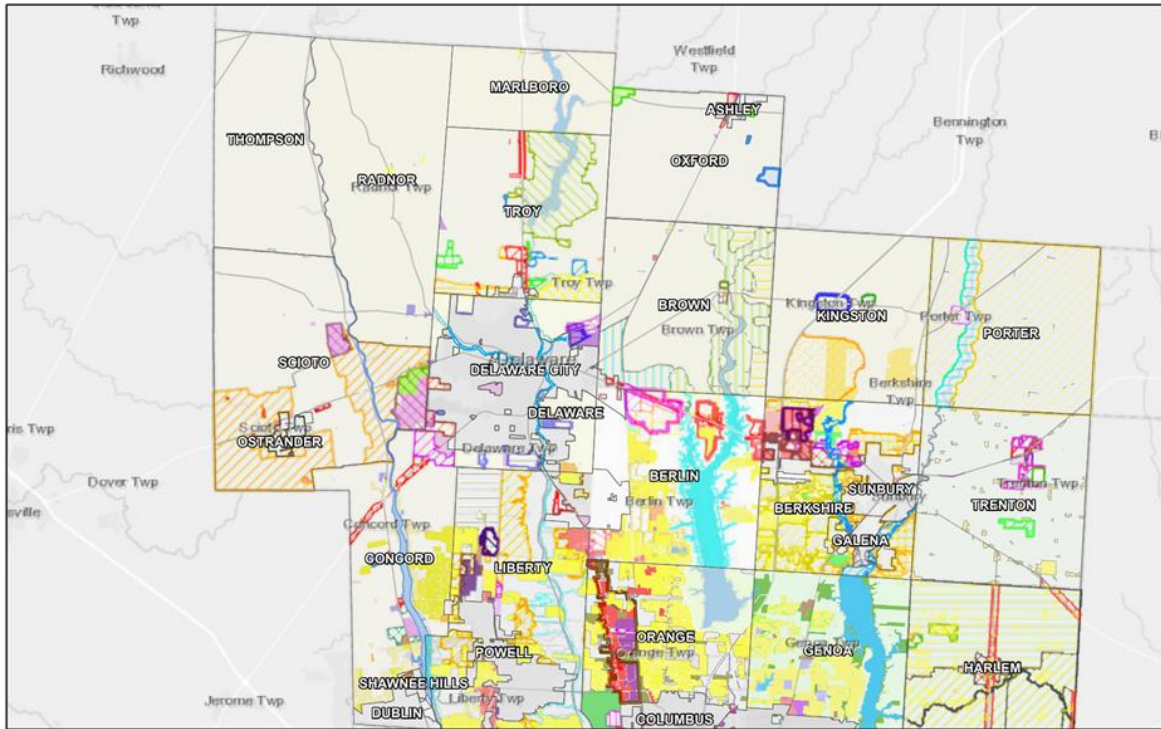 Twp
Richwood
Westfield
Twp
MARLBORO
ASHLEY
Bennington
Twp
THOMPSON
OXFORD
RADNOR
Radnor Twp
TROY
Troy Twp
BROWN
Brown Twp
Kingston Twp
KINGSTON
Porter Twp
PORTER
SCIOTO
Delaware
DELAWARE CITY
Berkshire
Twp
DELAWARE
ris Twp
Scioto Twp
OSTRANDER
Delaware Twp
BERLIN
SUNBURY
Sunbury
Trenton Twp
TRENTON
Dover Twp
sville
Berlin Twp
BERKSHIRE
Concord Twp
GALENA
GONGORD
LIBERTY
ORANGE
Orange Twp
Genoa Twp
GENOA
POWELL
HARLEM
SHAWNEE HILLS
Jerome Twp
Liberty Twp
DUBLIN
COLUMBUS